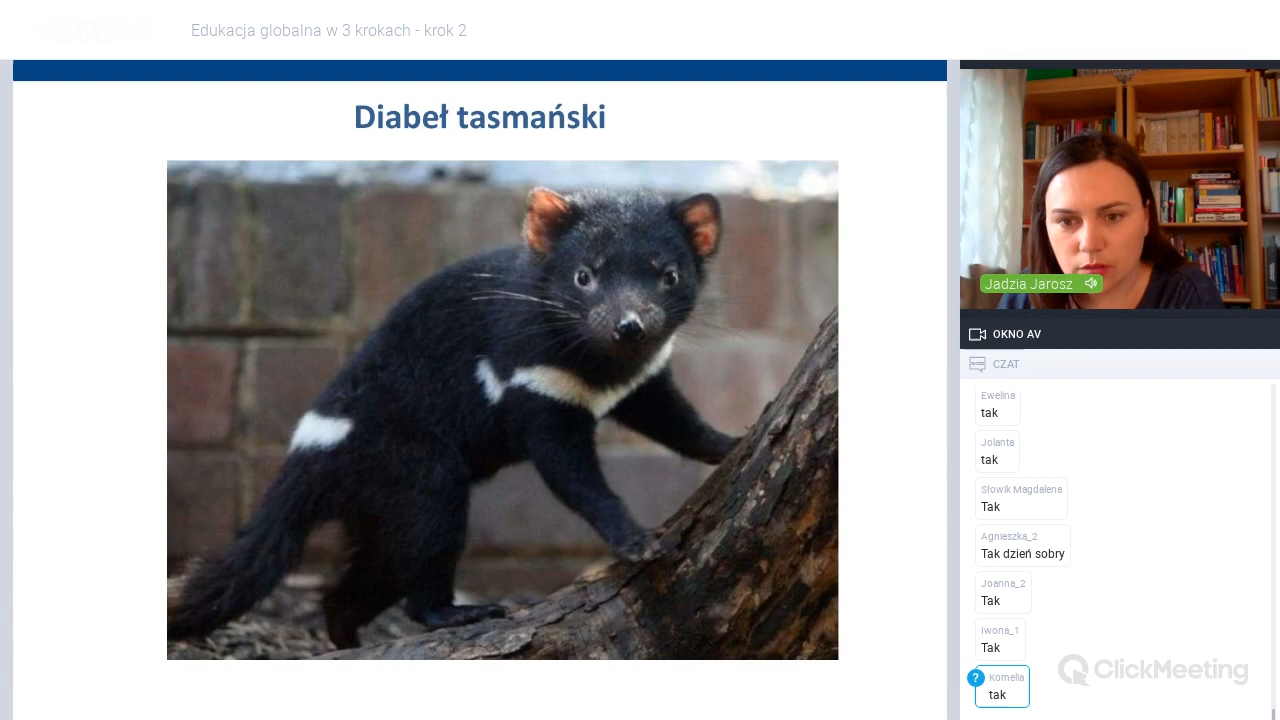 Edukacja globalna w 3 krokach - krok 2
Diabeł tasmański
Jadzia Jarosz
OKNO AV
CZAT
Ewelina
tak
Jolanta
tak
Słowik Magdalena
Tak
Agnieszka_2
Tak dzień sobry
Joanna_2
Tak
Iwona_1
Tak
?
Kornelia
tak
ClickMeeting